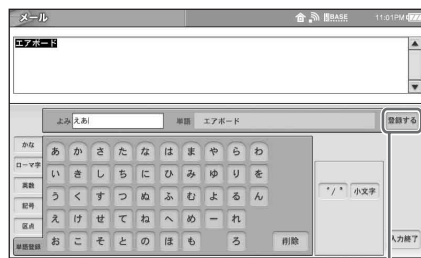 メール BASE 11:01PM
エアボード
よみ えあ 単語 エアボード 登録する
かな
ローマ字
英数
記号
区点
単語登録
あ か さ た な は ま や ら わ
い き し ち に ひ み ゆ り を
う く す つ ぬ ふ む よ る ん
え け せ て ね へ め ー れ
お こ そ と の ほ も ろ 削除
゛/゜ 小文字
入力終了